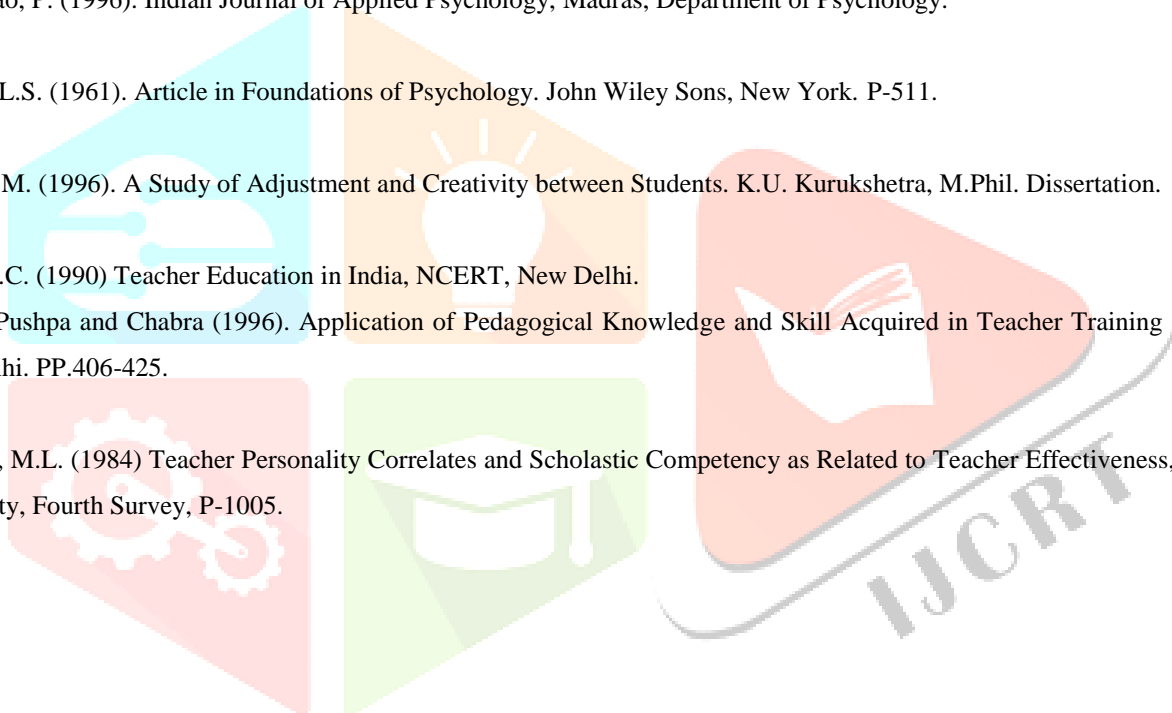 P. (1996). Indian Journal of Applied Psychology, Madras, Department of Psychology.
L.S. (1961). Article in Foundations of Psychology. John Wiley Sons, New York. P-511.
M. (1996). A Study of Adjustment and Creativity between Students. K.U. Kurukshetra, M.Phil. Dissertation.
.C. (1990) Teacher Education in India, NCERT, New Delhi.
Pushpa and Chabra (1996). Application of Pedagogical Knowledge and Skill Acquired in Teacher Training
hi. PP.406-425.
, M.L. (1984) Teacher Personality Correlates and Scholastic Competency as Related to Teacher Effectiveness,
ty, Fourth Survey, P-1005.
IJCRT